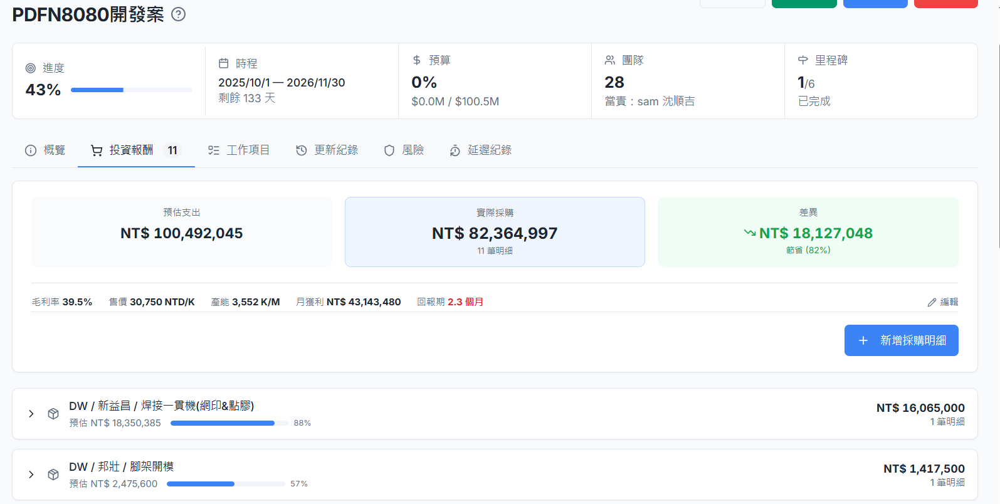 PDFN8080開發案
進度
43%
時程
2025/10/1 — 2026/11/30
剩餘 133 天
預算
0%
$0.0M / $100.5M
團隊
28
當責：sam 沈順吉
里程碑
1/6
已完成
概覽
投資報酬 11
工作項目
更新紀錄
風險
延遲紀錄
預估支出
NT$ 100,492,045
實際採購
NT$ 82,364,997
11 筆明細
差異
NT$ 18,127,048
節省 (82%)
毛利率 39.5% 售價 30,750 NTD/K 產能 3,552 K/M 月獲利 NT$ 43,143,480 回報期 2.3 個月
編輯
新增採購明細
DW / 新益昌 / 焊接一貫機(網印&點膠)
預估 NT$ 18,350,385 88%
NT$ 16,065,000
1 筆明細
DW / 邦壯 / 腳架開模
預估 NT$ 2,475,600 57%
NT$ 1,417,500
1 筆明細